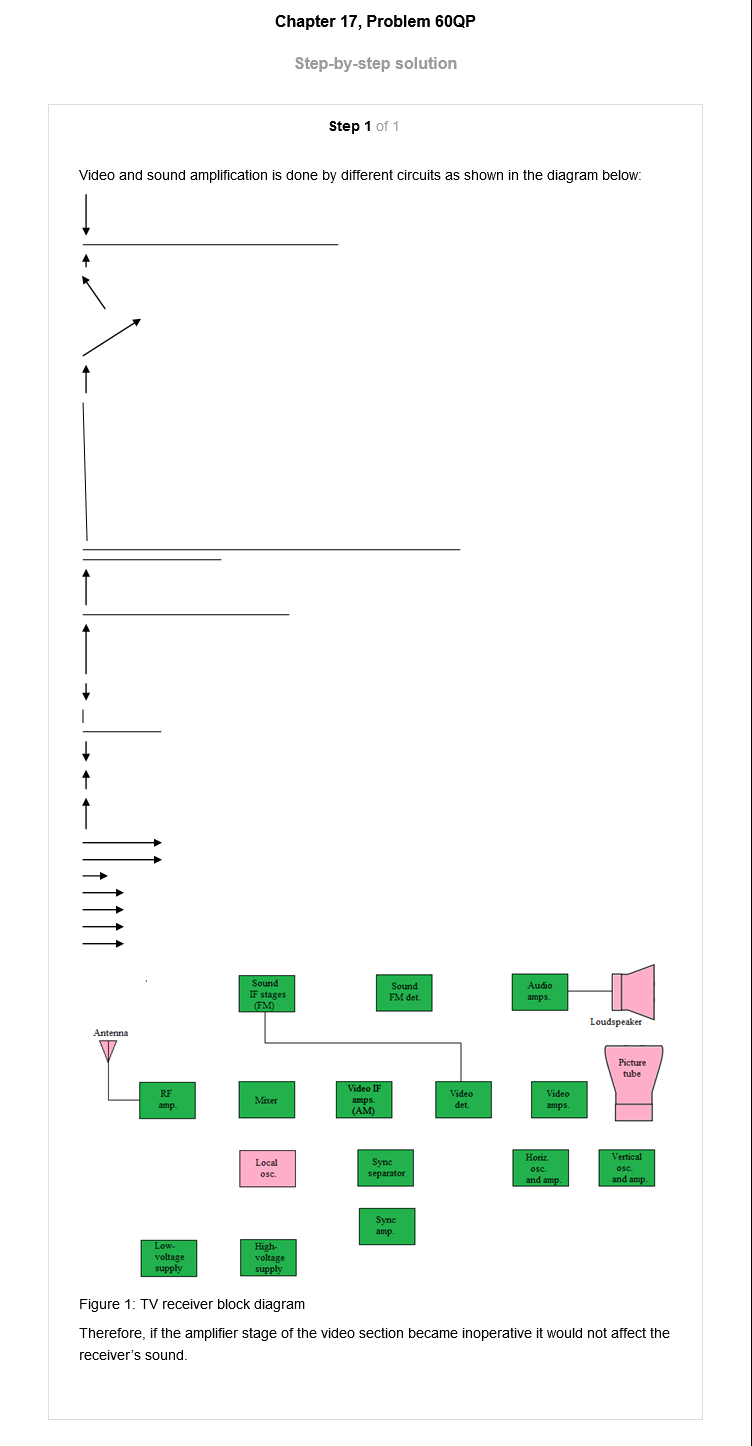 Chapter 17, Problem 60QP
Step-by-step solution
Step 1 of 1
Video and sound amplification is done by different circuits as shown in the diagram below:
Sound
IF stages
(FM)
Sound
FM det.
Audio
amps.
Loudspeaker
Antenna
Picture
tube
RF
amp.
Mixer
Video IF
amps.
(AM)
Video
det.
Video
amps.
Local
osc.
Sync
separator
Horiz.
osc.
and amp.
Vertical
osc.
and amp.
Sync
amp.
Low-
voltage
supply
High-
voltage
supply
Figure 1: TV receiver block diagram
Therefore, if the amplifier stage of the video section became inoperative it would not affect the
receiver’s sound.